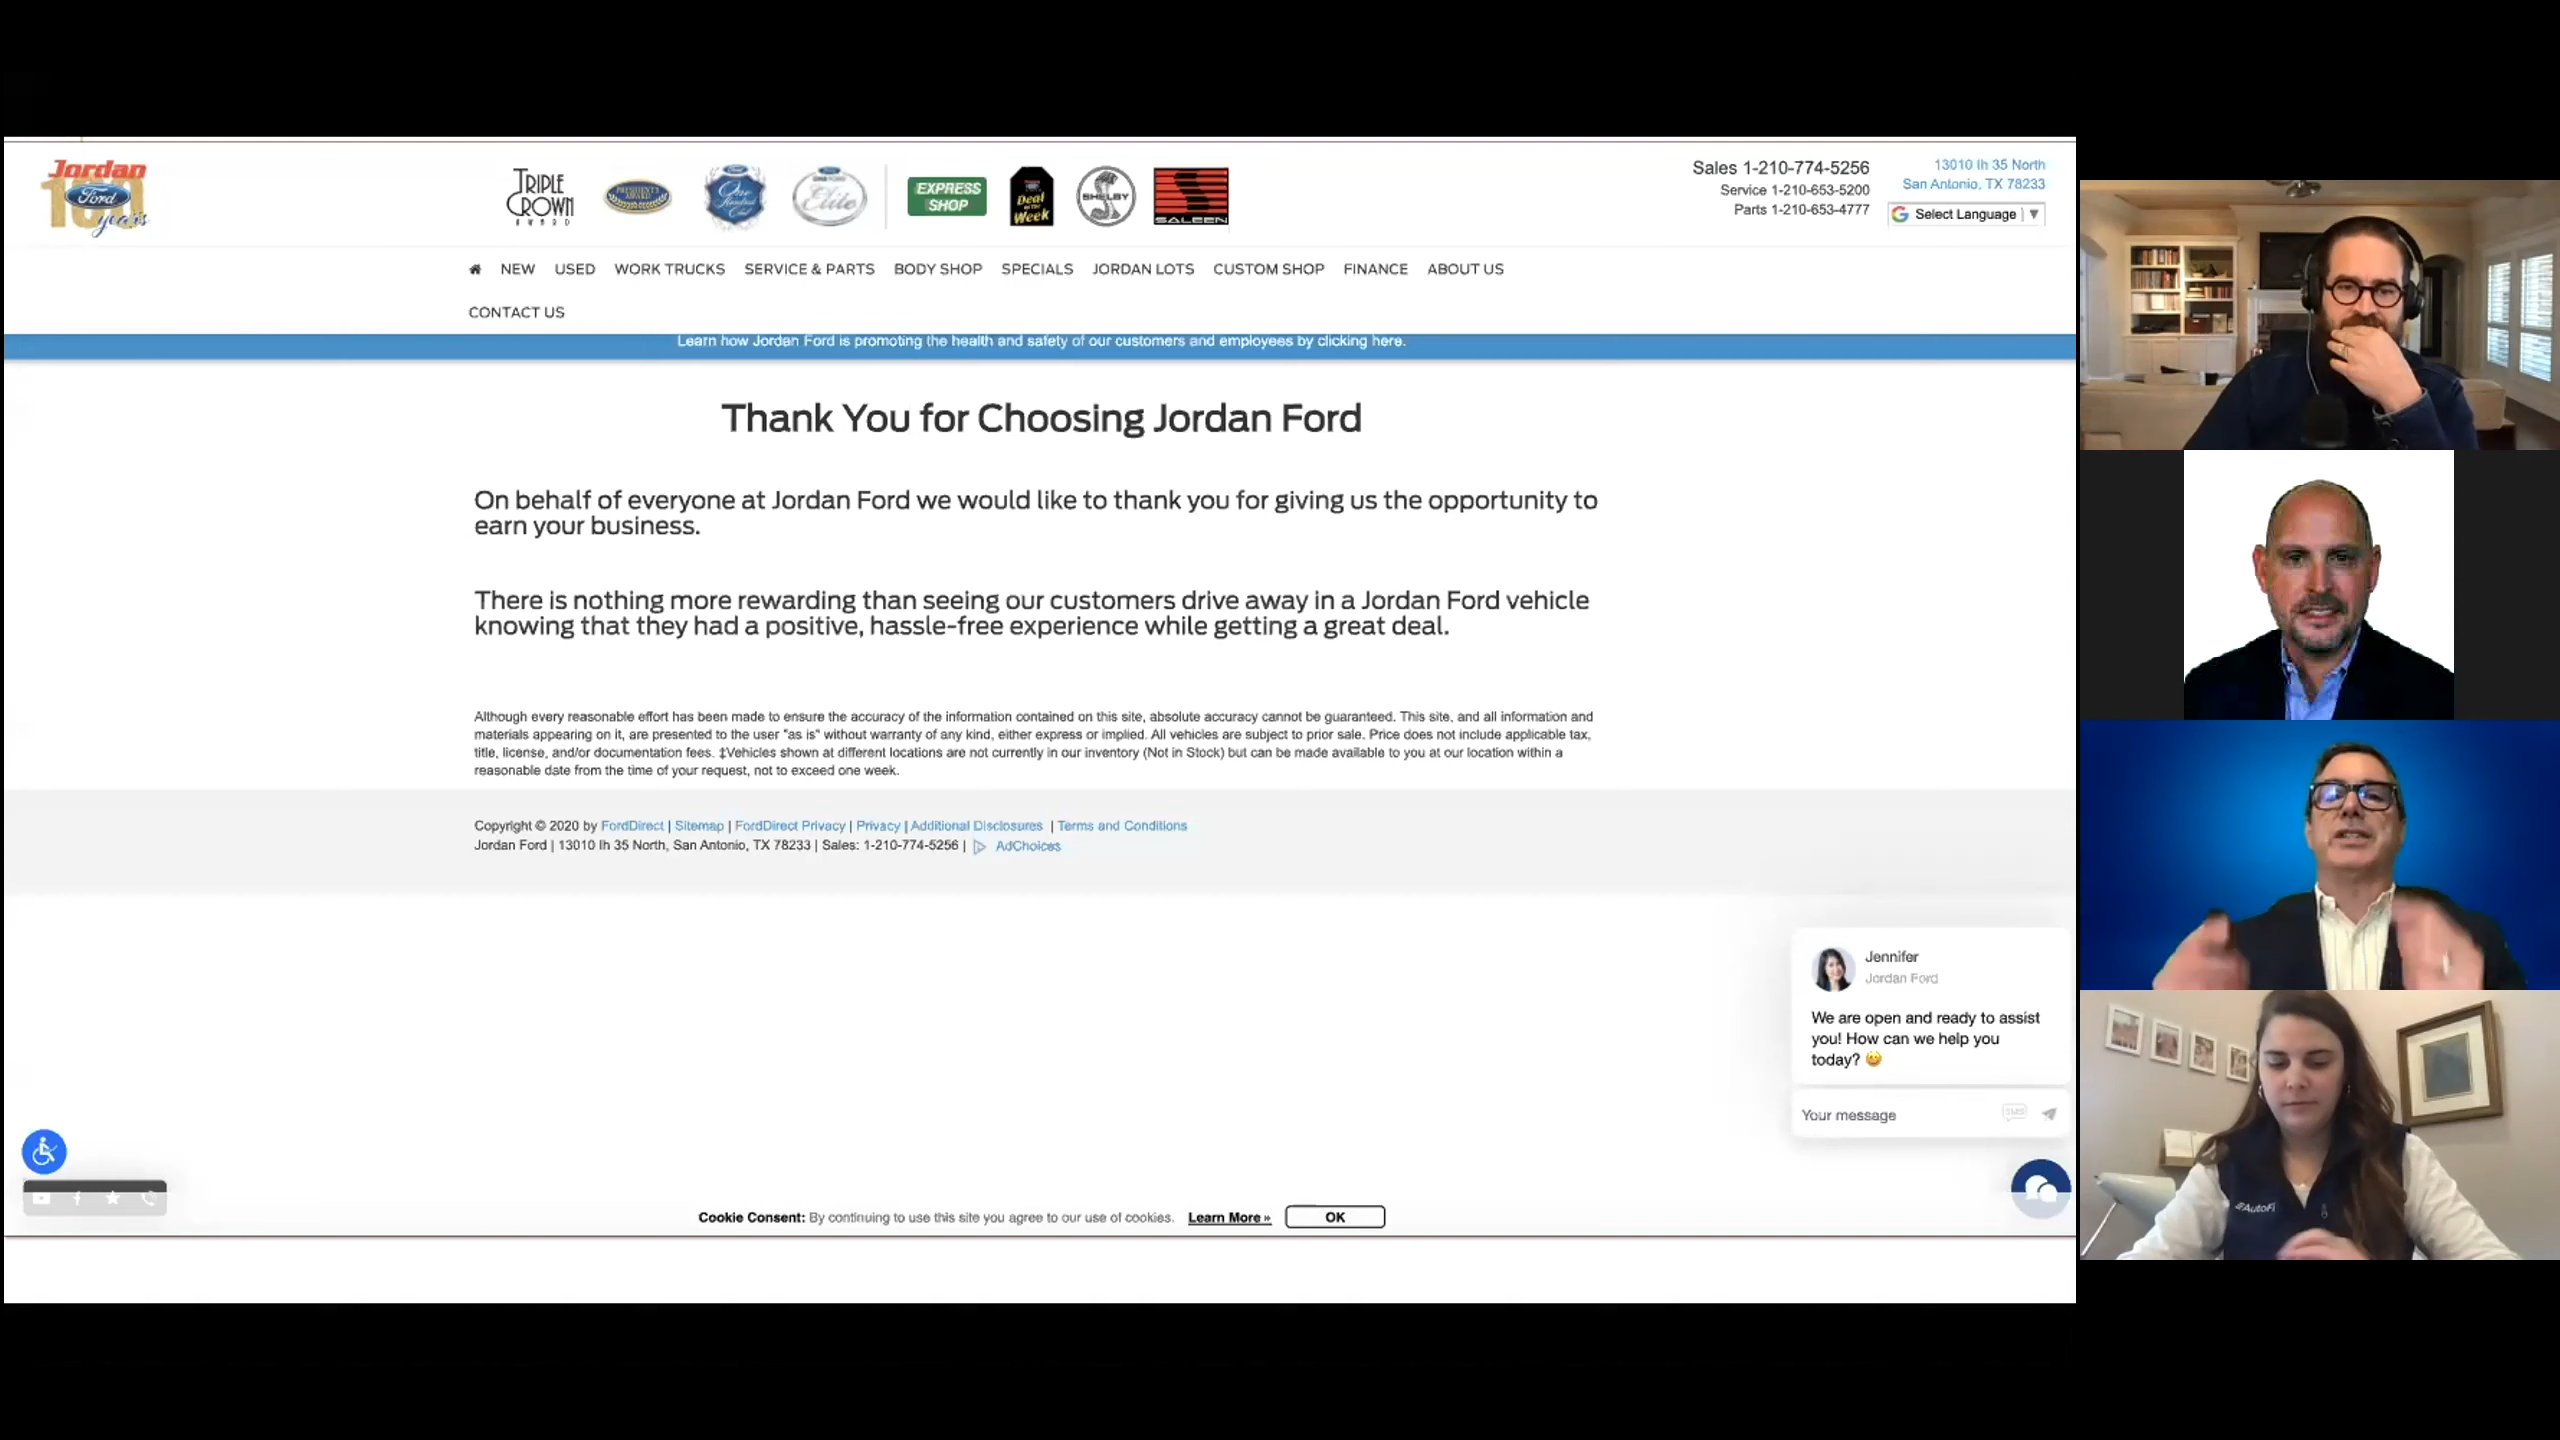 Jordan
Ford
100
years
TRIPLE
CROWN
AWARD
PRESIDENT'S
AWARD
One
Hundred
Club
Elite
EXPRESS
SHOP
Deal
Week
SHELBY
SALEEN
Sales 1-210-774-5256
Service 1-210-653-5200
Parts 1-210-653-4777
13010 Ih 35 North
San Antonio, TX 78233
Select Language | ▼
NEW USED WORK TRUCKS SERVICE & PARTS BODY SHOP SPECIALS JORDAN LOTS CUSTOM SHOP FINANCE ABOUT US
CONTACT US
Learn how Jordan Ford is promoting the health and safety of our customers and employees by clicking here.
Thank You for Choosing Jordan Ford
On behalf of everyone at Jordan Ford we would like to thank you for giving us the opportunity to
earn your business.
There is nothing more rewarding than seeing our customers drive away in a Jordan Ford vehicle
knowing that they had a positive, hassle-free experience while getting a great deal.
Although every reasonable effort has been made to ensure the accuracy of the information contained on this site, absolute accuracy cannot be guaranteed. This site, and all information and
materials appearing on it, are presented to the user "as is" without warranty of any kind, either express or implied. All vehicles are subject to prior sale. Price does not include applicable tax,
title, license, and/or documentation fees. ‡Vehicles shown at different locations are not currently in our inventory (Not in Stock) but can be made available to you at our location within a
reasonable date from the time of your request, not to exceed one week.
Copyright © 2020 by FordDirect | Sitemap | FordDirect Privacy | Privacy | Additional Disclosures | Terms and Conditions
Jordan Ford | 13010 Ih 35 North, San Antonio, TX 78233 | Sales: 1-210-774-5256 | AdChoices
Jennifer
Jordan Ford
We are open and ready to assist
you! How can we help you
today? 😀
Your message
SMS
Cookie Consent: By continuing to use this site you agree to our use of cookies. Learn More » OK
AutoFi